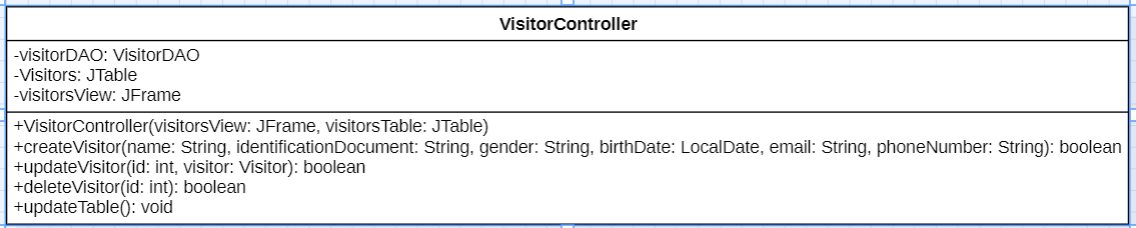 VisitorController
-visitorDAO: VisitorDAO
-Visitors: JTable
-visitorsView: JFrame
+VisitorController(visitorsView: JFrame, visitorsTable: JTable)
+createVisitor(name: String, identificationDocument: String, gender: String, birthDate: LocalDate, email: String, phoneNumber: String): boolean
+updateVisitor(id: int, visitor: Visitor): boolean
+deleteVisitor(id: int): boolean
+updateTable(): void